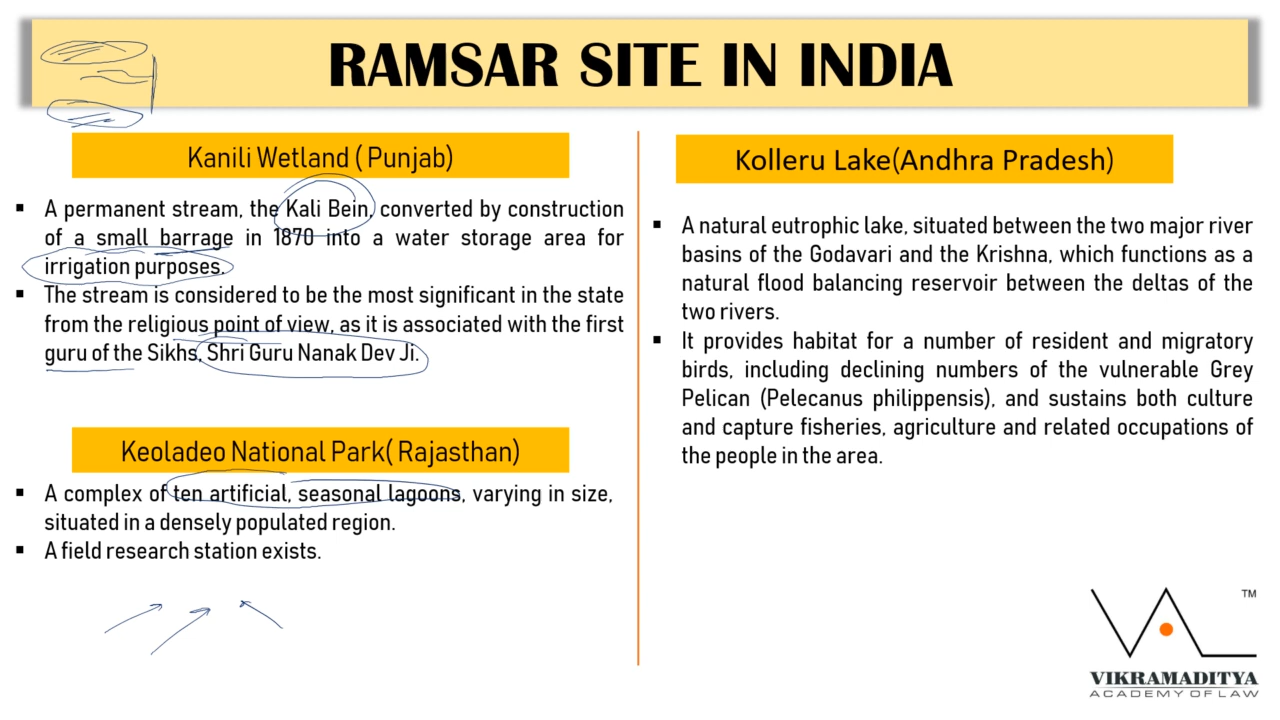 RAMSAR SITE IN INDIA
Kanili Wetland ( Punjab)
▪ A permanent stream, the Kali Bein, converted by construction
of a small barrage in 1870 into a water storage area for
irrigation purposes.
▪ The stream is considered to be the most significant in the state
from the religious point of view, as it is associated with the first
guru of the Sikhs, Shri Guru Nanak Dev Ji.
Keoladeo National Park( Rajasthan)
▪ A complex of ten artificial, seasonal lagoons, varying in size,
situated in a densely populated region.
▪ A field research station exists.
Kolleru Lake(Andhra Pradesh)
▪ A natural eutrophic lake, situated between the two major river
basins of the Godavari and the Krishna, which functions as a
natural flood balancing reservoir between the deltas of the
two rivers.
▪ It provides habitat for a number of resident and migratory
birds, including declining numbers of the vulnerable Grey
Pelican (Pelecanus philippensis), and sustains both culture
and capture fisheries, agriculture and related occupations of
the people in the area.
TM
VIKRAMADITYA
ACADEMY OF LAW